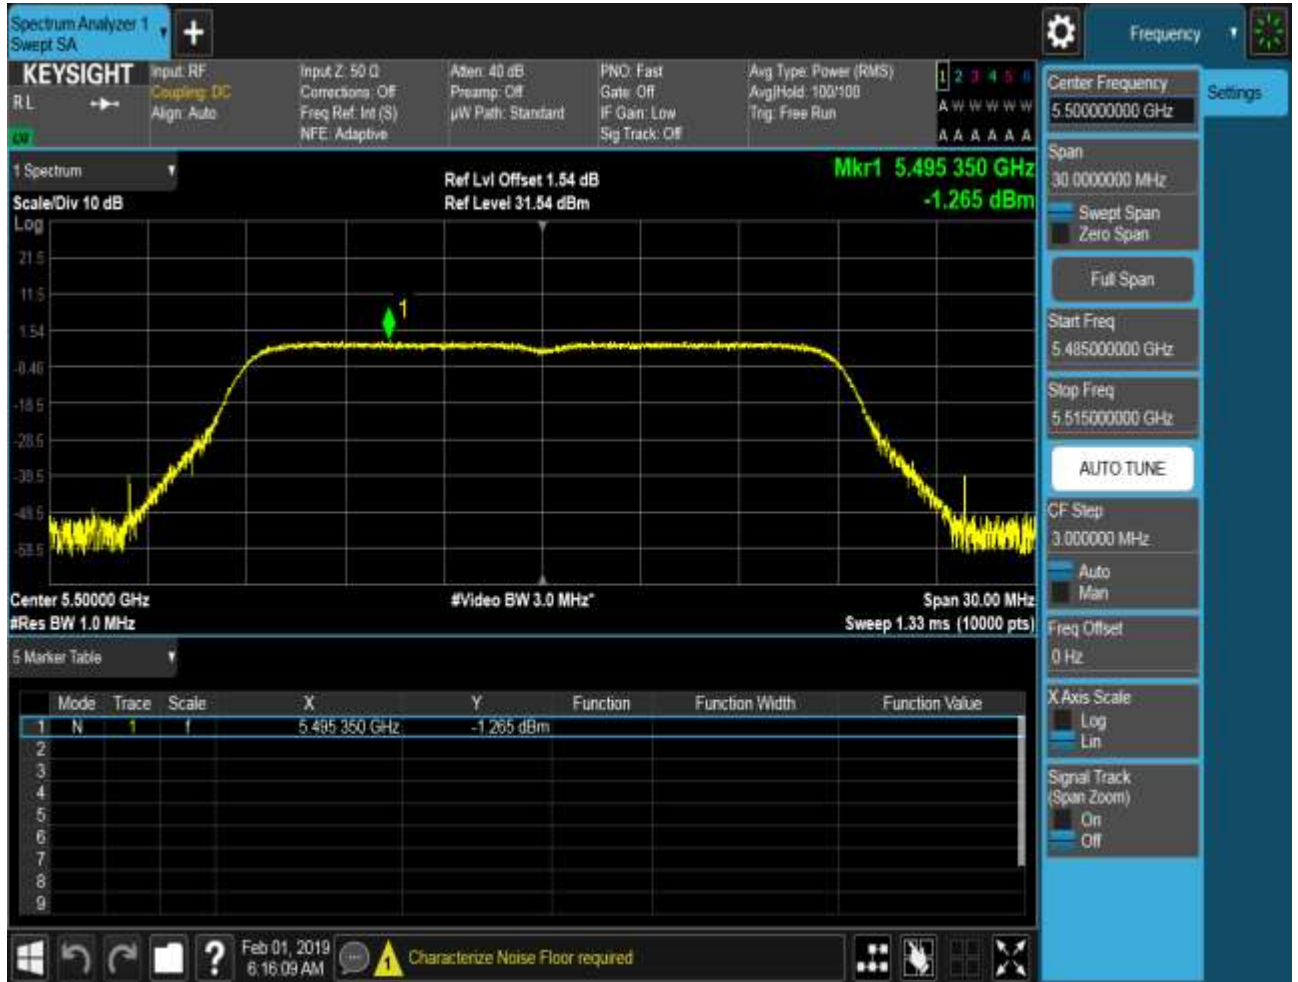 Spectrum Analyzer 1
Swept SA
+
Frequency
KEYSIGHT
RL
Input: RF
Coupling: DC
Align: Auto
Input Z: 50 Ω
Corrections: Off
Freq Ref: Int (S)
NFE: Adaptive
Atten: 40 dB
Preamp: Off
µW Path: Standard
PNO: Fast
Gate: Off
IF Gain: Low
Sig Track: Off
Avg Type: Power (RMS)
Avg|Hold: 100/100
Trig: Free Run
1 2 3 4 5 6
A W W W W W
A A A A A A
1 Spectrum
Scale/Div 10 dB
Ref Lvl Offset 1.54 dB
Ref Level 31.54 dBm
Mkr1 5.495 350 GHz
-1.265 dBm
Log
21.5
11.5
1.54
-8.46
-18.5
-28.5
-38.5
-48.5
-58.5
1
Center 5.50000 GHz
#Res BW 1.0 MHz
#Video BW 3.0 MHz*
Span 30.00 MHz
Sweep 1.33 ms (10000 pts)
5 Marker Table
Mode Trace Scale X Y Function Function Width Function Value
1 N 1 f 5.495 350 GHz -1.265 dBm
2
3
4
5
6
7
8
9
Center Frequency
5.500000000 GHz
Settings
Span
30.0000000 MHz
Swept Span
Zero Span
Full Span
Start Freq
5.485000000 GHz
Stop Freq
5.515000000 GHz
AUTO TUNE
CF Step
3.000000 MHz
Auto
Man
Freq Offset
0 Hz
X Axis Scale
Log
Lin
Signal Track
(Span Zoom)
On
Off
?
Feb 01, 2019
6:16:09 AM
1
Characterize Noise Floor required